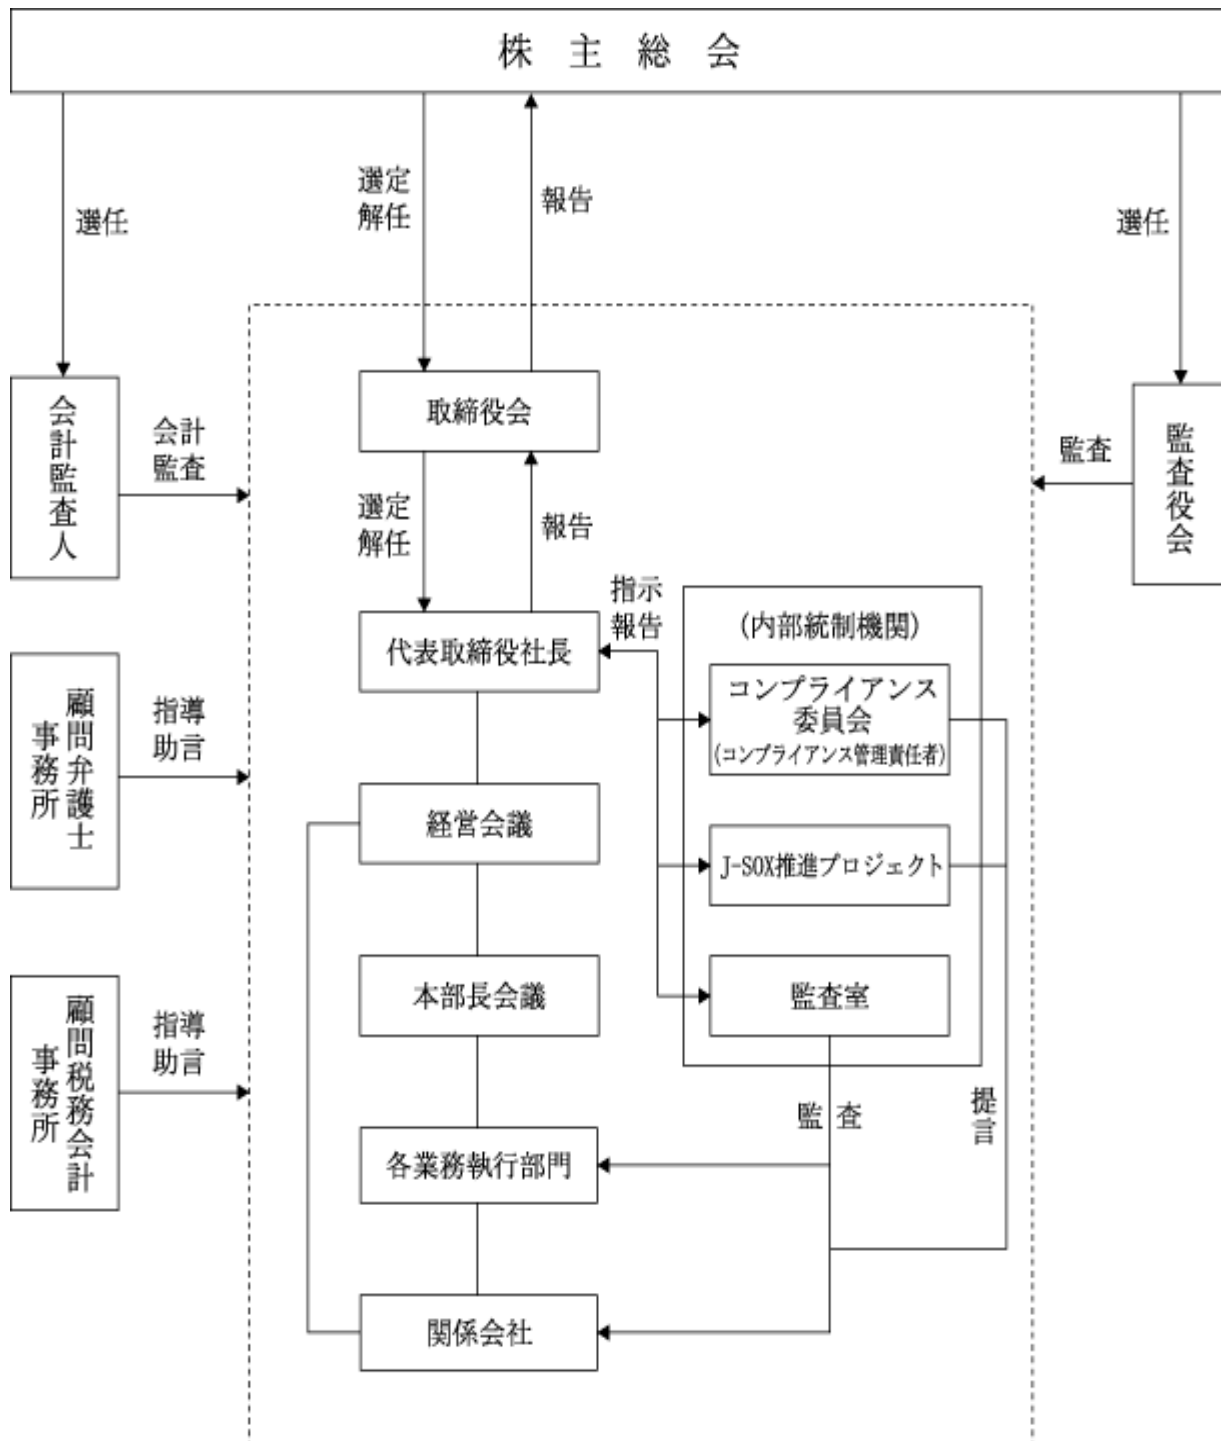 株主総会
選任
選定
解任
報告
選任
会計監査人
会計
監査
取締役会
監査
監査役会
選定
解任
報告
指示
報告
代表取締役社長
(内部統制機関)
コンプライアンス
委員会
(コンプライアンス管理責任者)
顧問弁護士
事務所
指導
助言
経営会議
J-SOX推進プロジェクト
本部長会議
監査室
顧問税務会計
事務所
指導
助言
監査
提言
各業務執行部門
関係会社